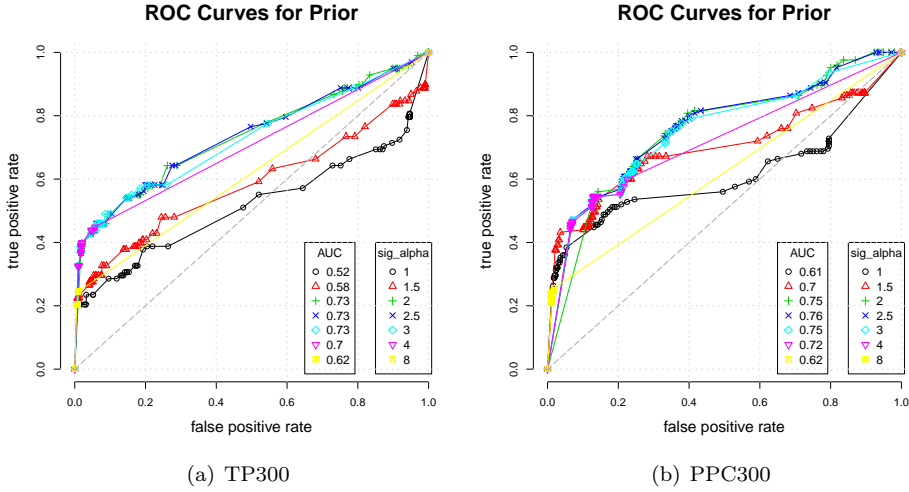 ROC Curves for Prior
true positive rate
0.0 0.2 0.4 0.6 0.8 1.0
AUC
0.52
0.58
0.73
0.73
0.73
0.7
0.62
sig_alpha
1
1.5
2
2.5
3
4
8
0.0 0.2 0.4 0.6 0.8 1.0
false positive rate
(a) TP300
ROC Curves for Prior
true positive rate
0.0 0.2 0.4 0.6 0.8 1.0
AUC
0.61
0.7
0.75
0.76
0.75
0.72
0.62
sig_alpha
1
1.5
2
2.5
3
4
8
0.0 0.2 0.4 0.6 0.8 1.0
false positive rate
(b) PPC300